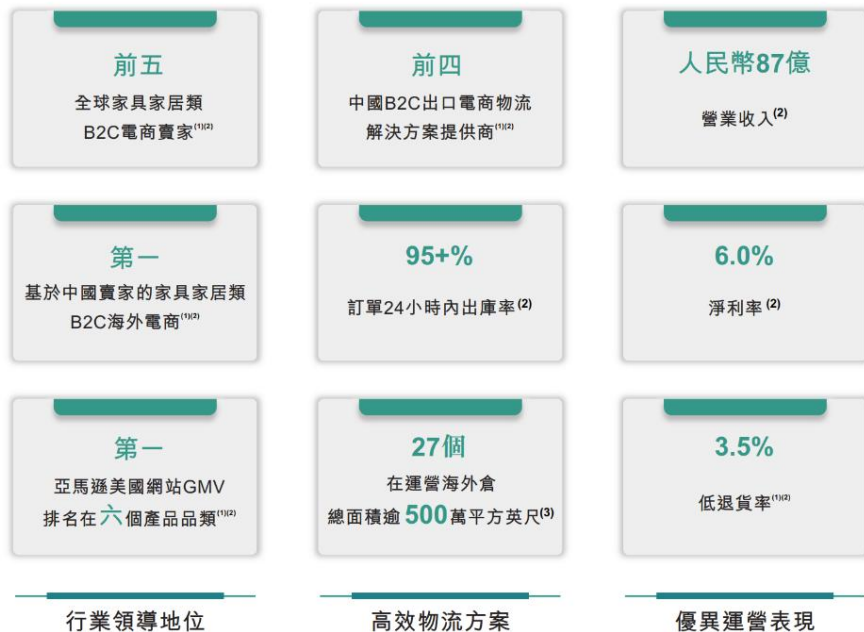 前五
全球家具家居類
B2C電商賣家(1)(2)
前四
中國B2C出口電商物流
解決方案提供商(1)(2)
人民幣87億
營業收入(2)
第一
基於中國賣家的家具家居類
B2C海外電商(1)(2)
95+%
訂單24小時內出庫率(2)
6.0%
淨利率(2)
第一
亞馬遜美國網站GMV
排名在六個產品品類(1)(2)
27個
在運營海外倉
總面積逾500萬平方英尺(3)
3.5%
低退貨率(1)(2)
行業領導地位
高效物流方案
優異運營表現